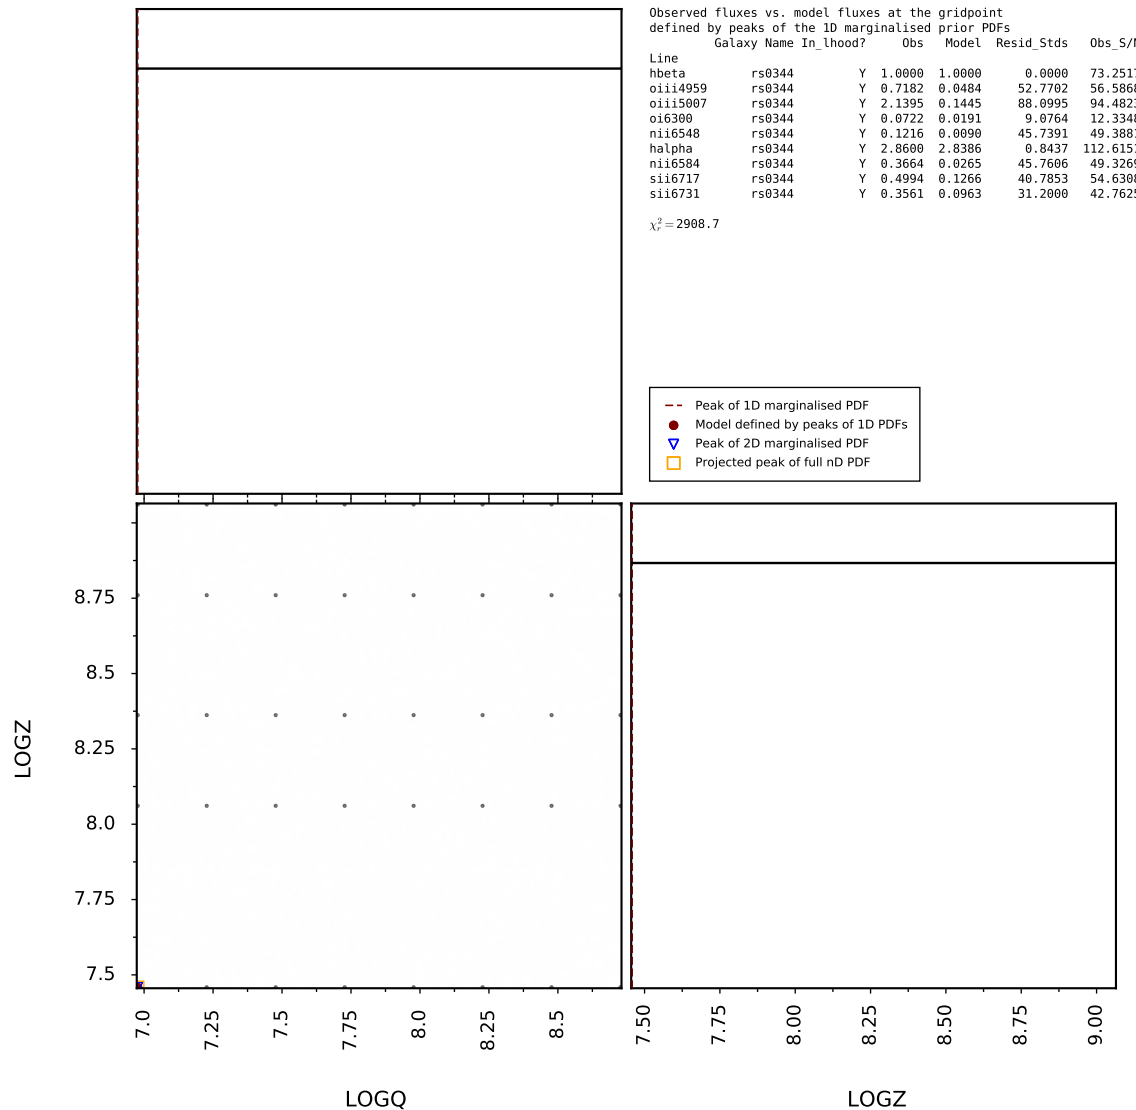 Observed fluxes vs. model fluxes at the gridpoint
defined by peaks of the 1D marginalised prior PDFs
Galaxy Name In_lhood? Obs Model Resid_Stds Obs_S/N
Line
hbeta rs0344 Y 1.0000 1.0000 0.0000 73.2517
oiii4959 rs0344 Y 0.7182 0.0484 52.7702 56.5868
oiii5007 rs0344 Y 2.1395 0.1445 88.0995 94.4823
oi6300 rs0344 Y 0.0722 0.0191 9.0764 12.3348
nii6548 rs0344 Y 0.1216 0.0090 45.7391 49.3881
halpha rs0344 Y 2.8600 2.8386 0.8437 112.6151
nii6584 rs0344 Y 0.3664 0.0265 45.7606 49.3269
sii6717 rs0344 Y 0.4994 0.1266 40.7853 54.6308
sii6731 rs0344 Y 0.3561 0.0963 31.2000 42.7625
χ²ᵣ = 2908.7
Peak of 1D marginalised PDF
Model defined by peaks of 1D PDFs
Peak of 2D marginalised PDF
Projected peak of full nD PDF
8.75
8.5
8.25
8.0
7.75
7.5
LOGZ
7.0 7.25 7.5 7.75 8.0 8.25 8.5
LOGQ
7.50 7.75 8.00 8.25 8.50 8.75 9.00
LOGZ